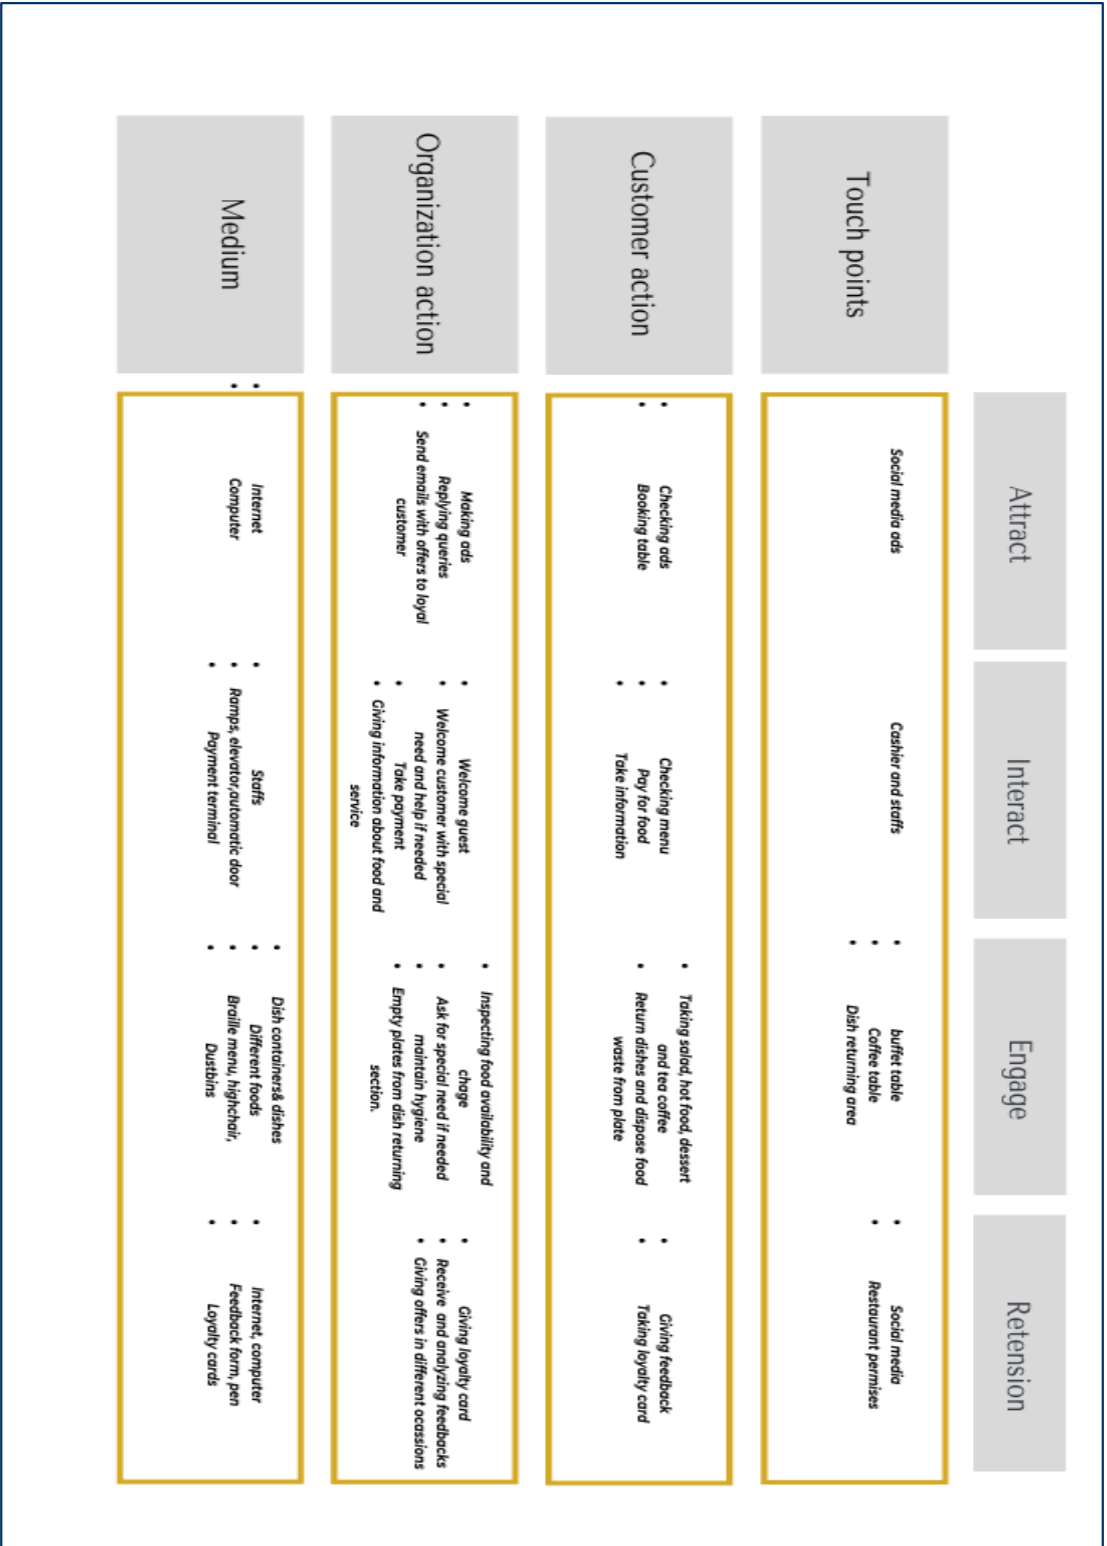 Attract
Interact
Engage
Retension
Touch points
Social media ads
Cashier and staffs
• buffet table
• Coffee table
• Dish returning area
• Social media
• Restaurant permises
Customer action
• Checking ads
• Booking table
• Checking menu
• Pay for food
• Take information
• Taking salad, hot food, dessert
and tea coffee
• Return dishes and dispose food
waste from plate
• Giving feedback
• Taking loyalty card
Organization action
• Making ads
• Replying queries
• Send emails with offers to loyal
customer
• Welcome guest
• Welcome customer with special
need and help if needed
• Take payment
• Giving information about food and
service
• Inspecting food availability and
chage
• Ask for special need if needed
• maintain hygiene
• Empty plates from dish returning
section.
• Giving loyalty card
• Receive and analyzing feedbacks
• Giving offers in different ocassions
Medium
• Internet
• Computer
• Staffs
• Ramps, elevator,automatic door
• Payment terminal
• Dish containers& dishes
• Different foods
• Braille menu, highchair,
• Dustbins
• Internet, computer
• Feedback form, pen
• Loyalty cards